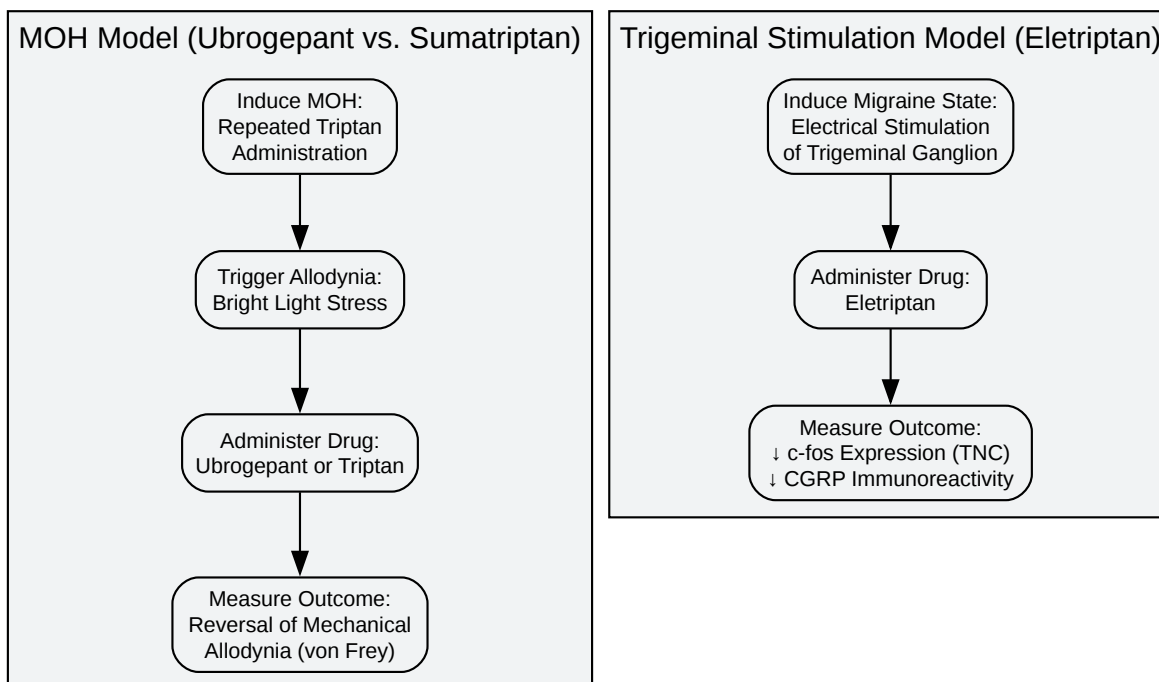 MOH Model (Ubrogepant vs. Sumatriptan)
Induce MOH:
Repeated Triptan
Administration
Trigger Allodynia:
Bright Light Stress
Administer Drug:
Ubrogepant or Triptan
Measure Outcome:
Reversal of Mechanical
Allodynia (von Frey)
Trigeminal Stimulation Model (Eletriptan)
Induce Migraine State:
Electrical Stimulation
of Trigeminal Ganglion
Administer Drug:
Eletriptan
Measure Outcome:
↓ c-fos Expression (TNC)
↓ CGRP Immunoreactivity